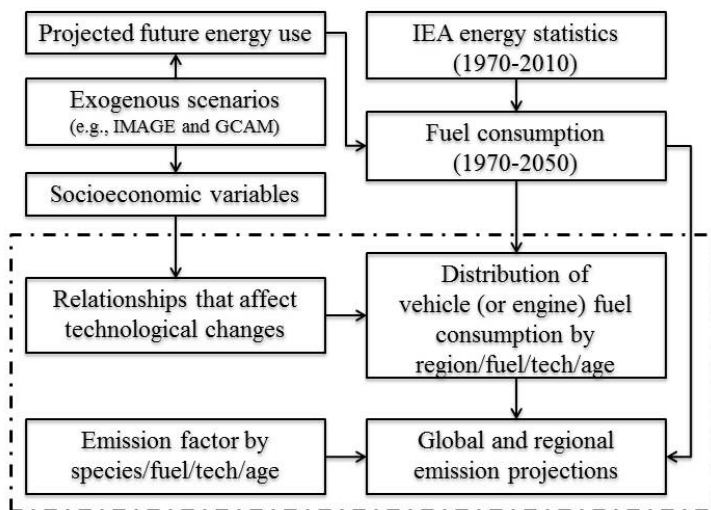 Projected future energy use
IEA energy statistics
(1970-2010)
Exogenous scenarios
(e.g., IMAGE and GCAM)
Fuel consumption
(1970-2050)
Socioeconomic variables
Relationships that affect
technological changes
Distribution of
vehicle (or engine) fuel
consumption by
region/fuel/tech/age
Emission factor by
species/fuel/tech/age
Global and regional
emission projections